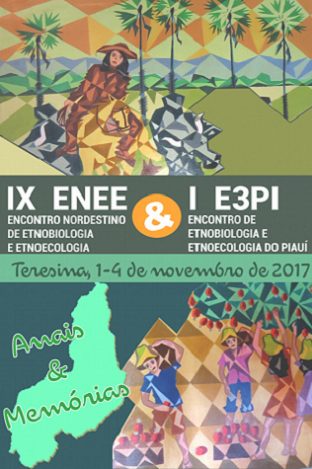 IX ENEE
ENCONTRO NORDESTINO
DE ETNOBIOLOGIA
E ETNOECOLOGIA
&
I E3PI
ENCONTRO DE
ETNOBIOLOGIA E
ETNOECOLOGIA DO PIAUÍ
Teresina, 1-4 de novembro de 2017
Anais
&
Memórias